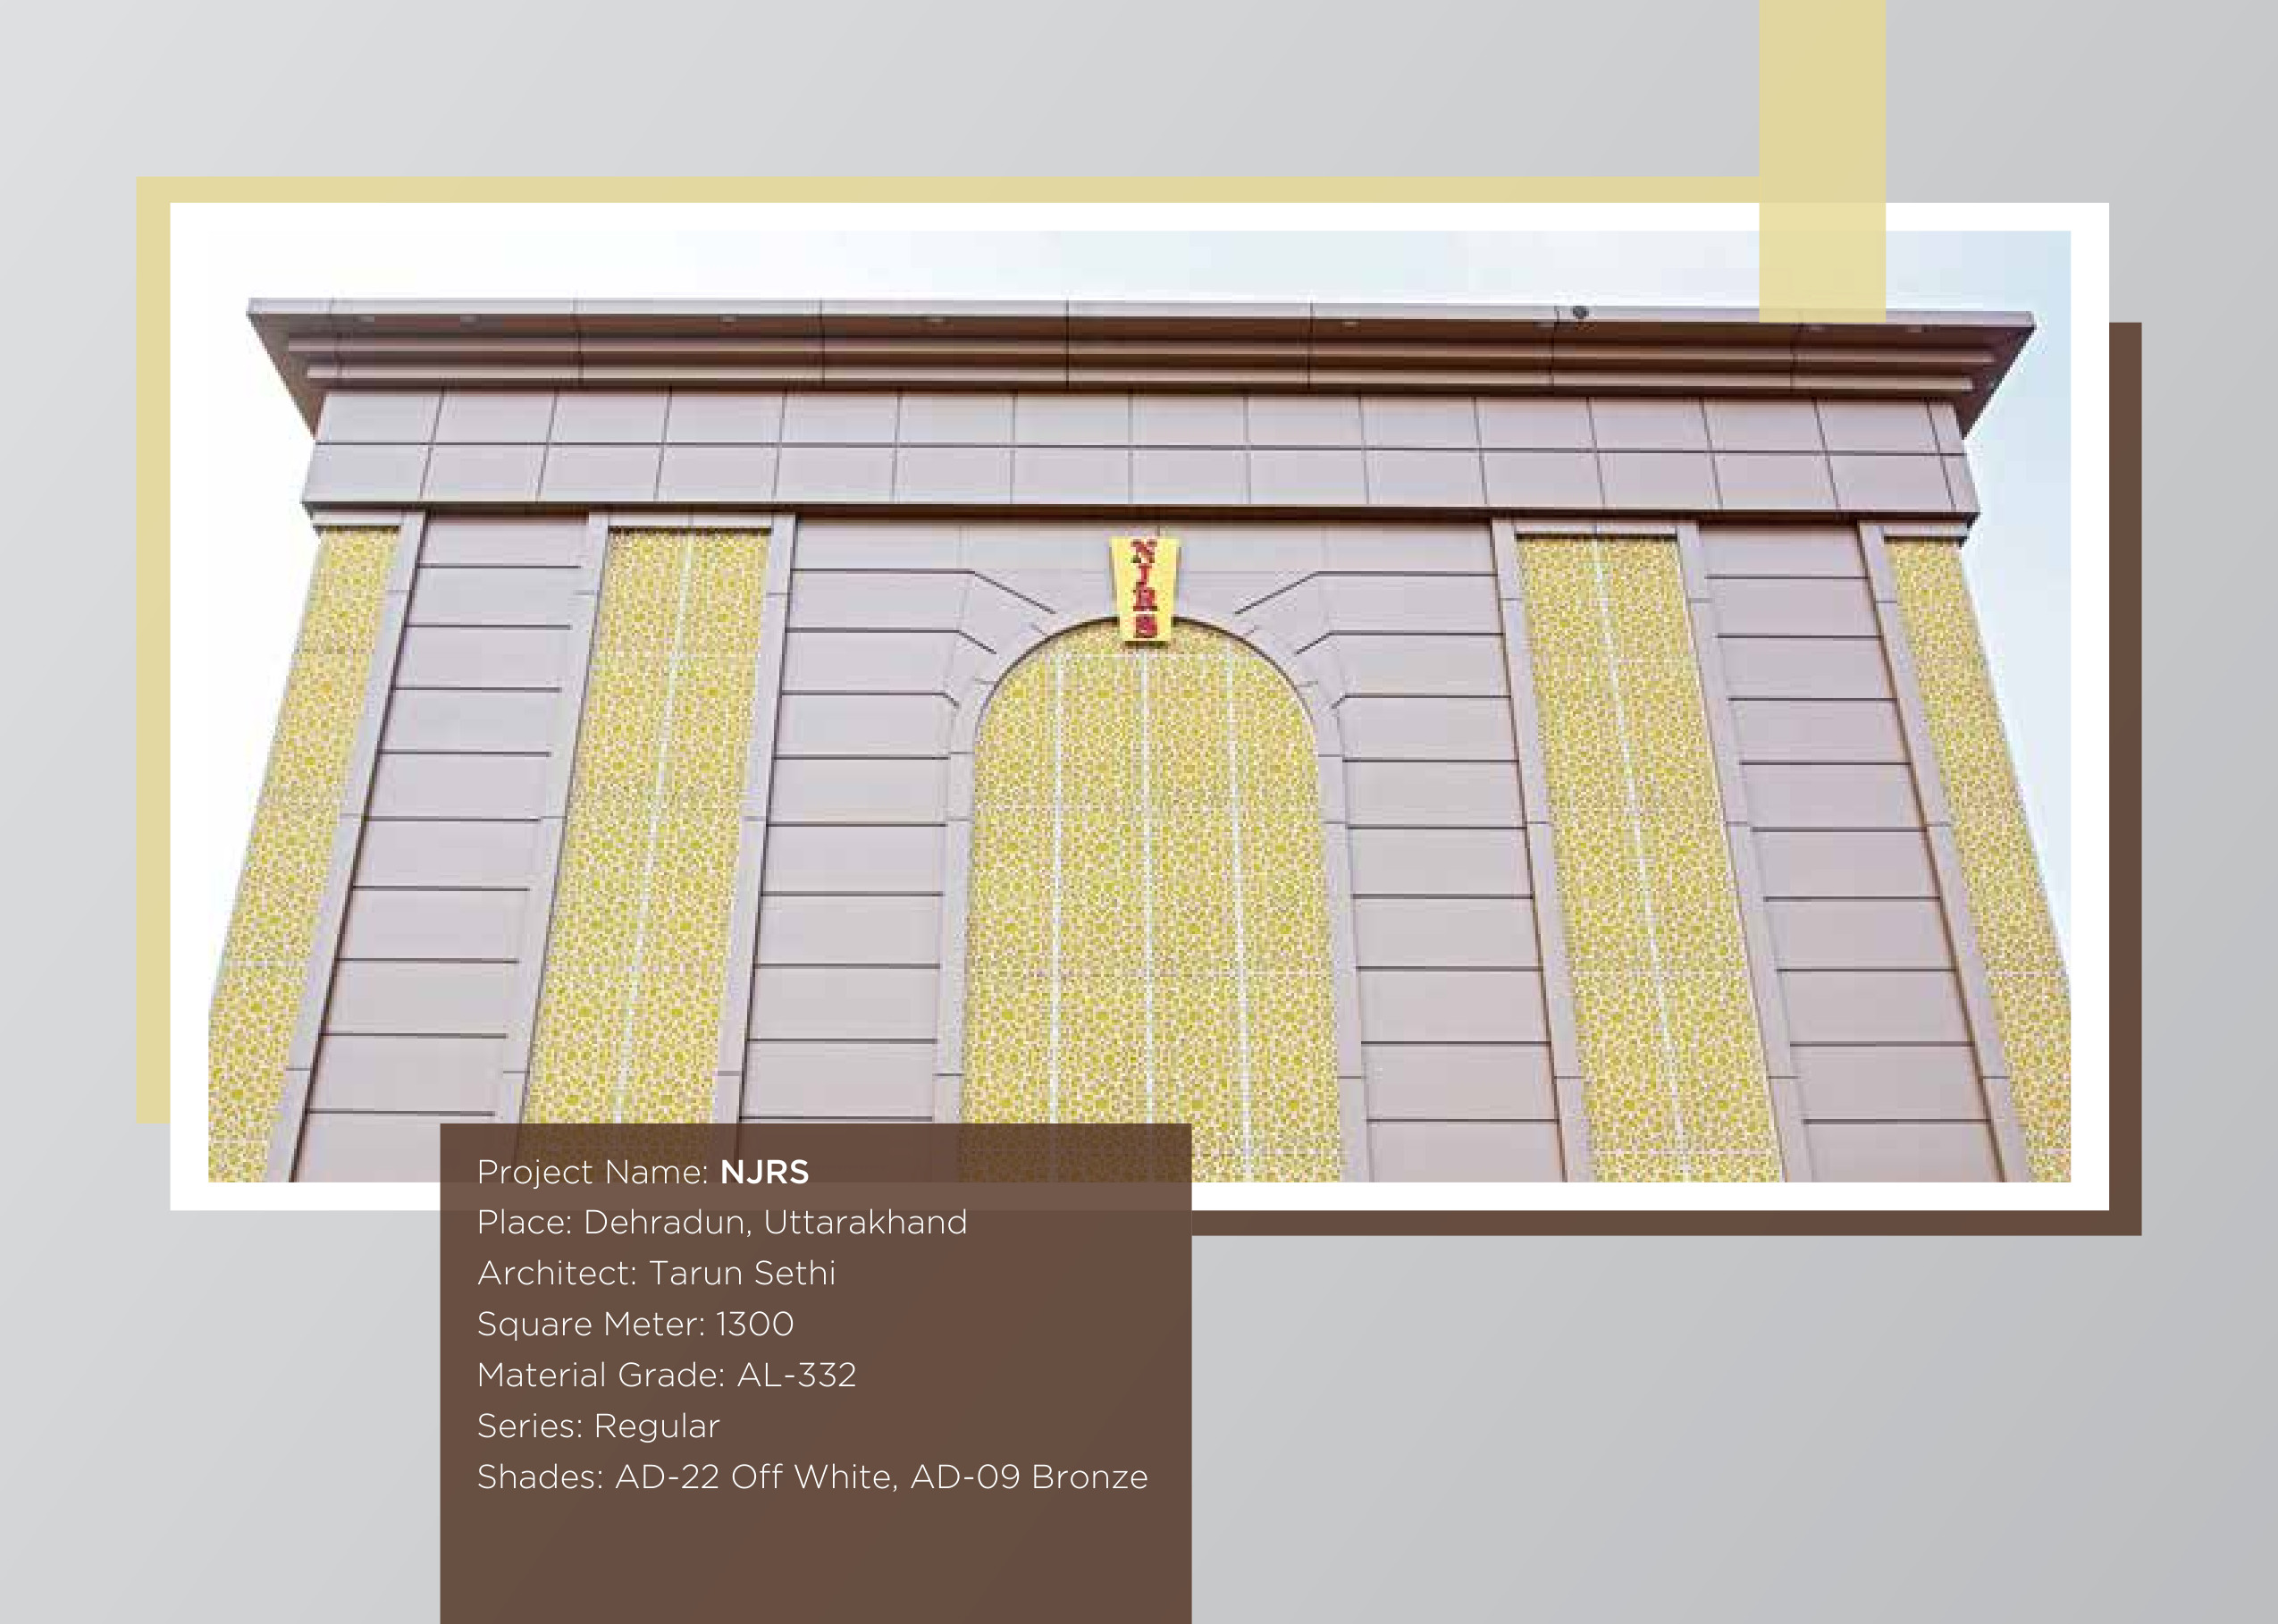 N
J
R
S
Project Name: NJRS
Place: Dehradun, Uttarakhand
Architect: Tarun Sethi
Square Meter: 1300
Material Grade: AL-332
Series: Regular
Shades: AD-22 Off White, AD-09 Bronze